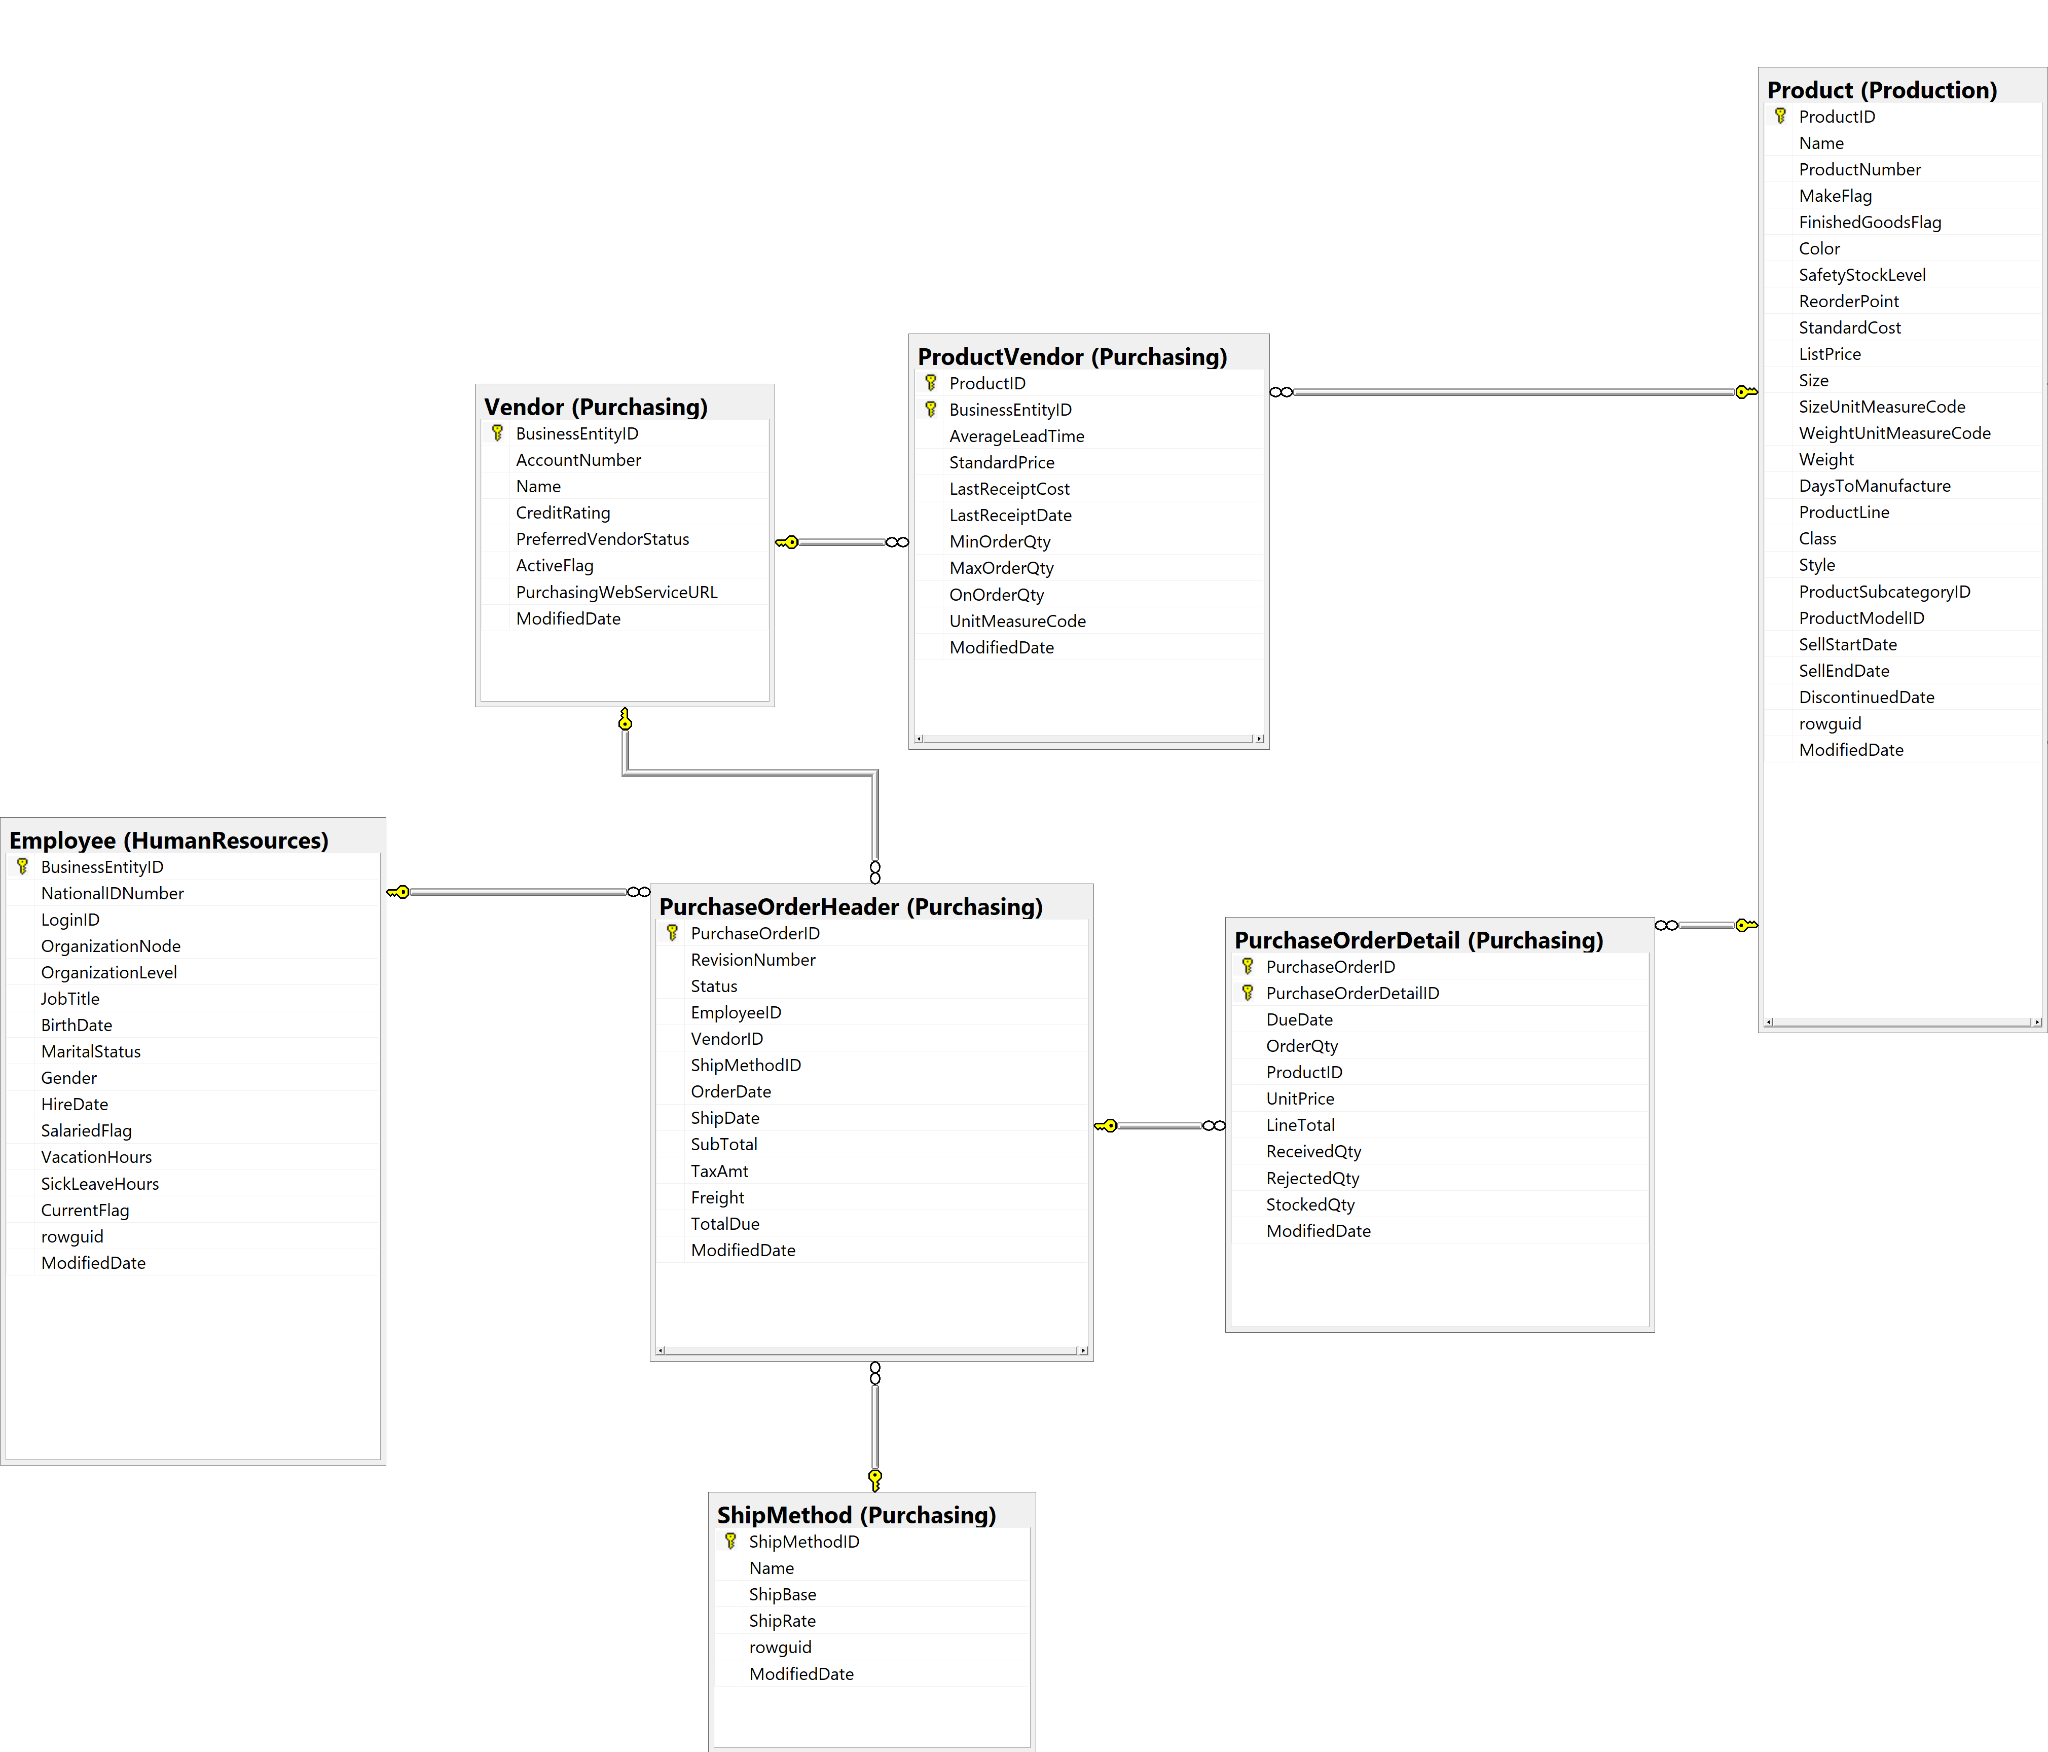 Product (Production)
ProductID
Name
ProductNumber
MakeFlag
FinishedGoodsFlag
Color
SafetyStockLevel
ReorderPoint
StandardCost
ListPrice
Size
SizeUnitMeasureCode
WeightUnitMeasureCode
Weight
DaysToManufacture
ProductLine
Class
Style
ProductSubcategoryID
ProductModelID
SellStartDate
SellEndDate
DiscontinuedDate
rowguid
ModifiedDate
ProductVendor (Purchasing)
ProductID
BusinessEntityID
AverageLeadTime
StandardPrice
LastReceiptCost
LastReceiptDate
MinOrderQty
MaxOrderQty
OnOrderQty
UnitMeasureCode
ModifiedDate
Vendor (Purchasing)
BusinessEntityID
AccountNumber
Name
CreditRating
PreferredVendorStatus
ActiveFlag
PurchasingWebServiceURL
ModifiedDate
Employee (HumanResources)
BusinessEntityID
NationalIDNumber
LoginID
OrganizationNode
OrganizationLevel
JobTitle
BirthDate
MaritalStatus
Gender
HireDate
SalariedFlag
VacationHours
SickLeaveHours
CurrentFlag
rowguid
ModifiedDate
PurchaseOrderHeader (Purchasing)
PurchaseOrderID
RevisionNumber
Status
EmployeeID
VendorID
ShipMethodID
OrderDate
ShipDate
SubTotal
TaxAmt
Freight
TotalDue
ModifiedDate
PurchaseOrderDetail (Purchasing)
PurchaseOrderID
PurchaseOrderDetailID
DueDate
OrderQty
ProductID
UnitPrice
LineTotal
ReceivedQty
RejectedQty
StockedQty
ModifiedDate
ShipMethod (Purchasing)
ShipMethodID
Name
ShipBase
ShipRate
rowguid
ModifiedDate